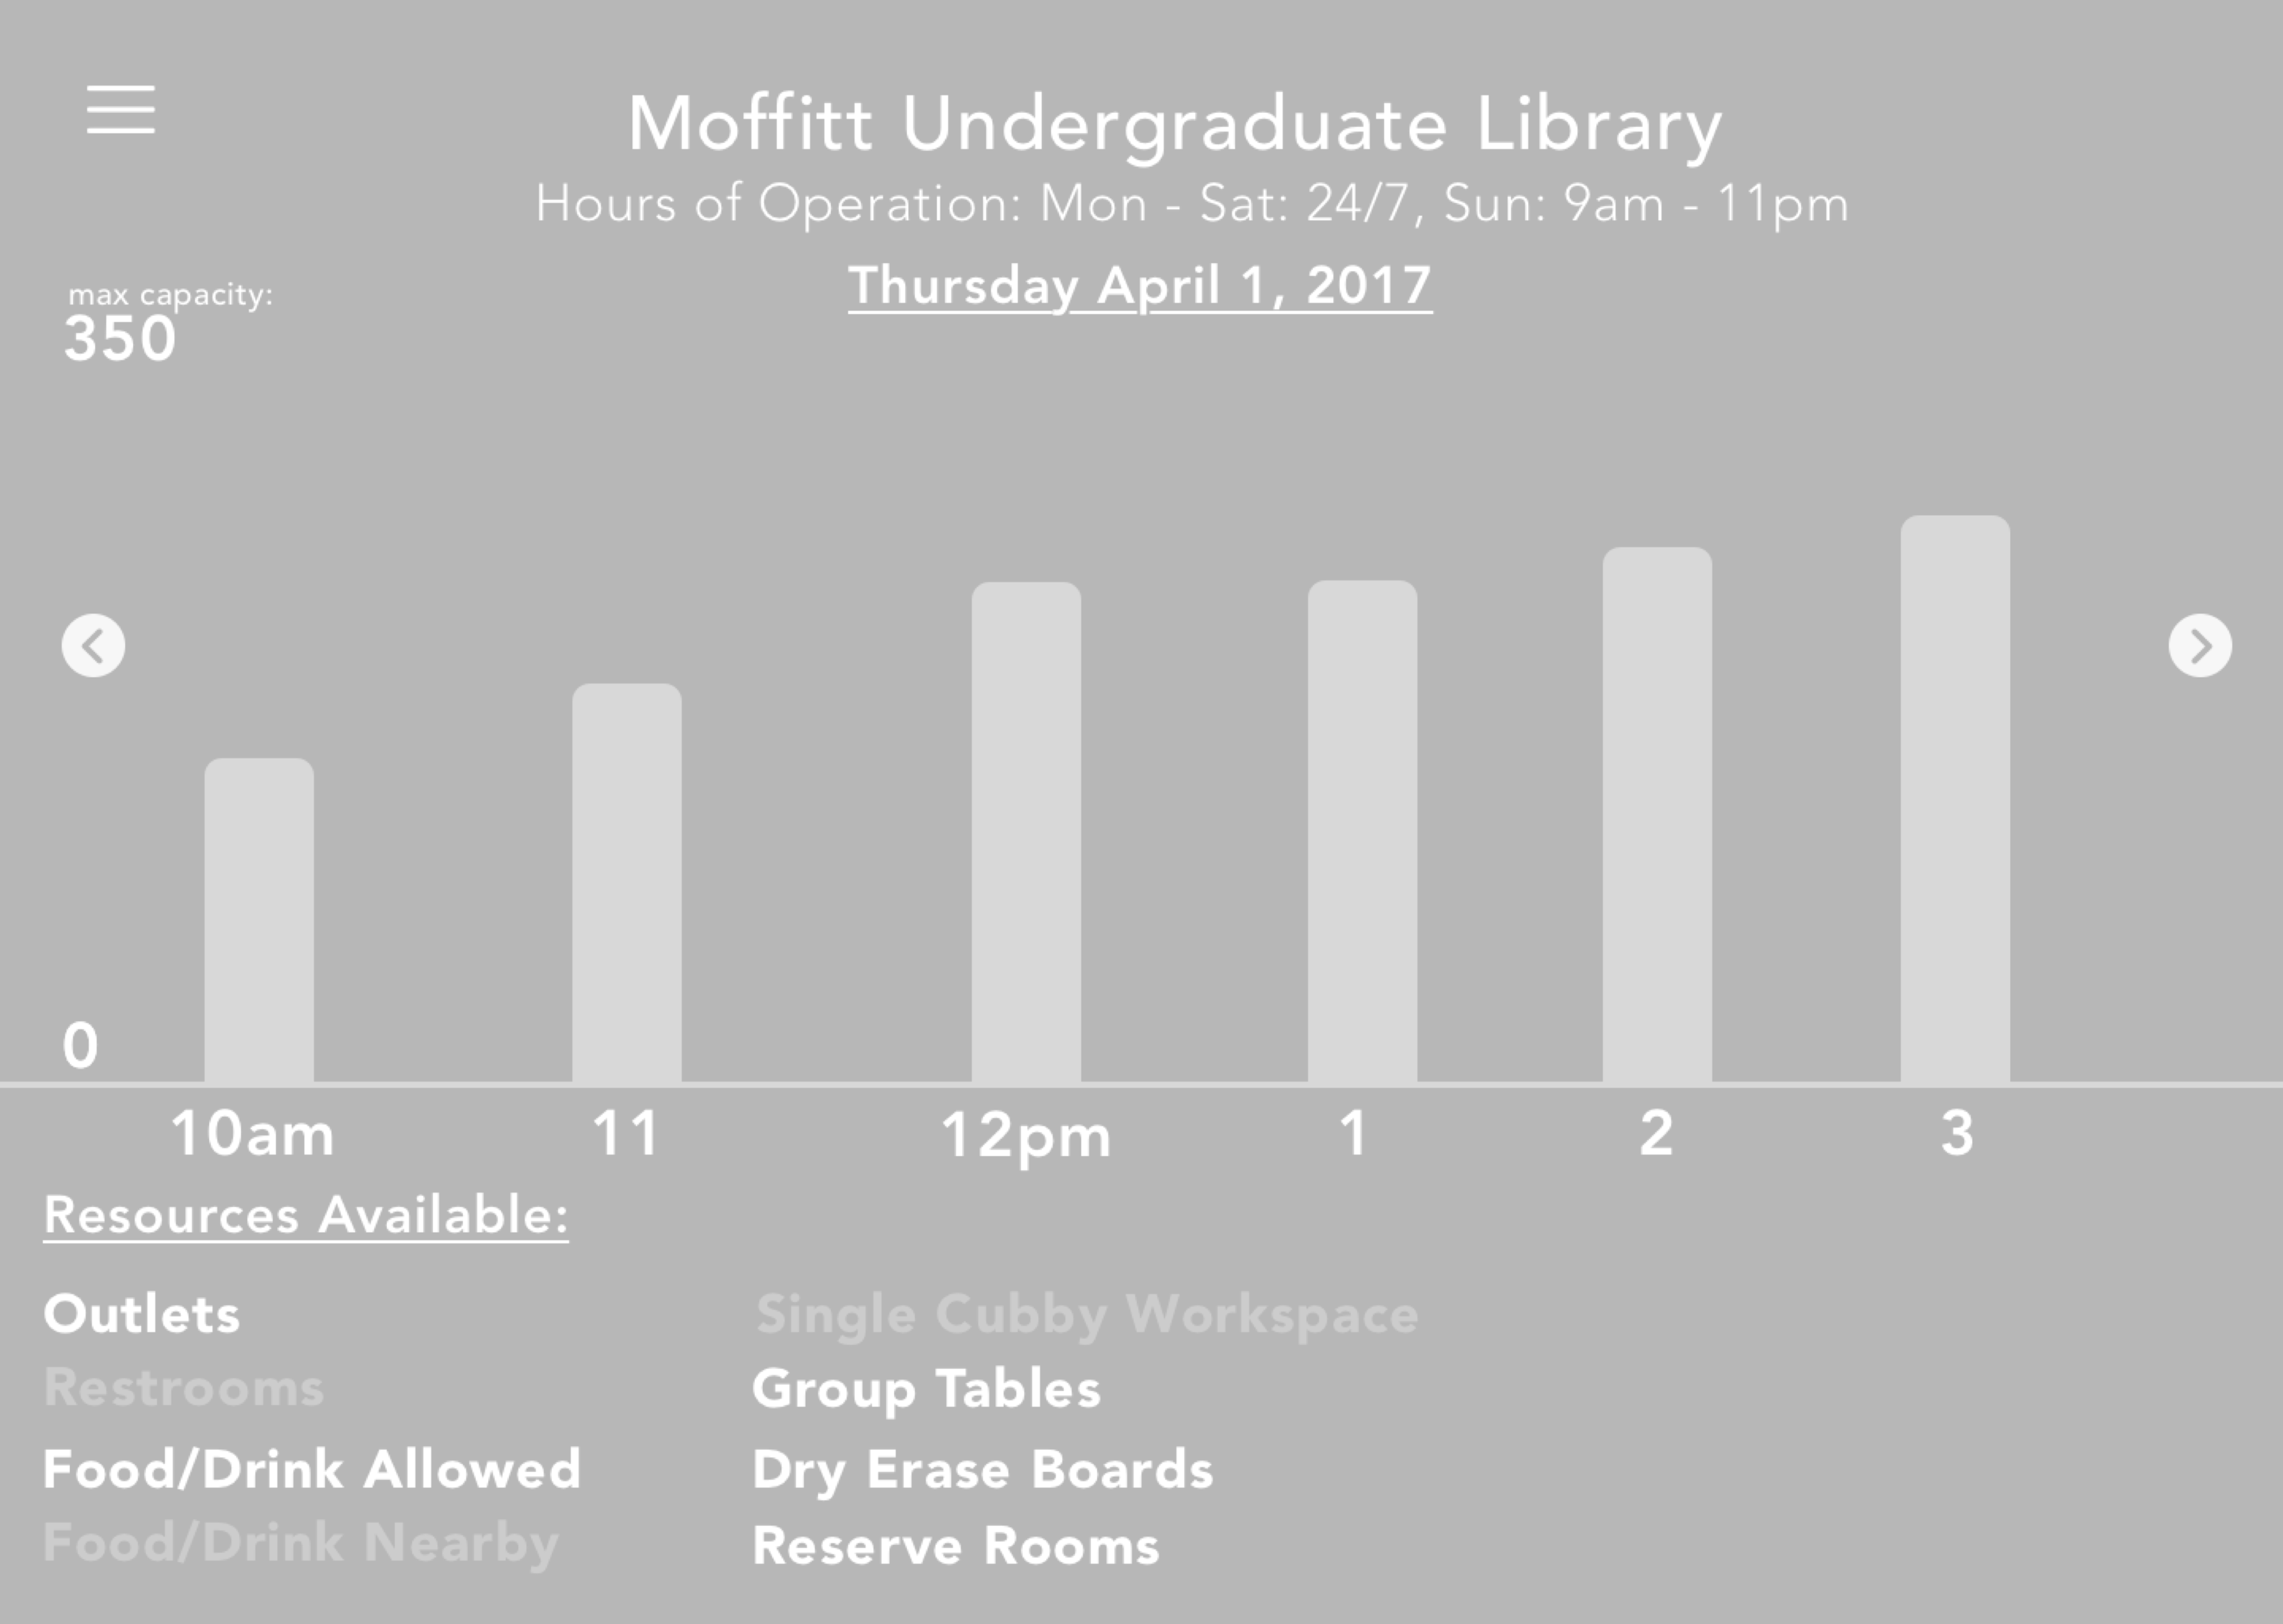 Moffitt Undergraduate Library
Hours of Operation: Mon - Sat: 24/7, Sun: 9am - 11pm
Thursday April 1, 2017
max capacity:
350
0
10am 11 12pm 1 2 3
Resources Available:
Outlets
Restrooms
Food/Drink Allowed
Food/Drink Nearby
Single Cubby Workspace
Group Tables
Dry Erase Boards
Reserve Rooms